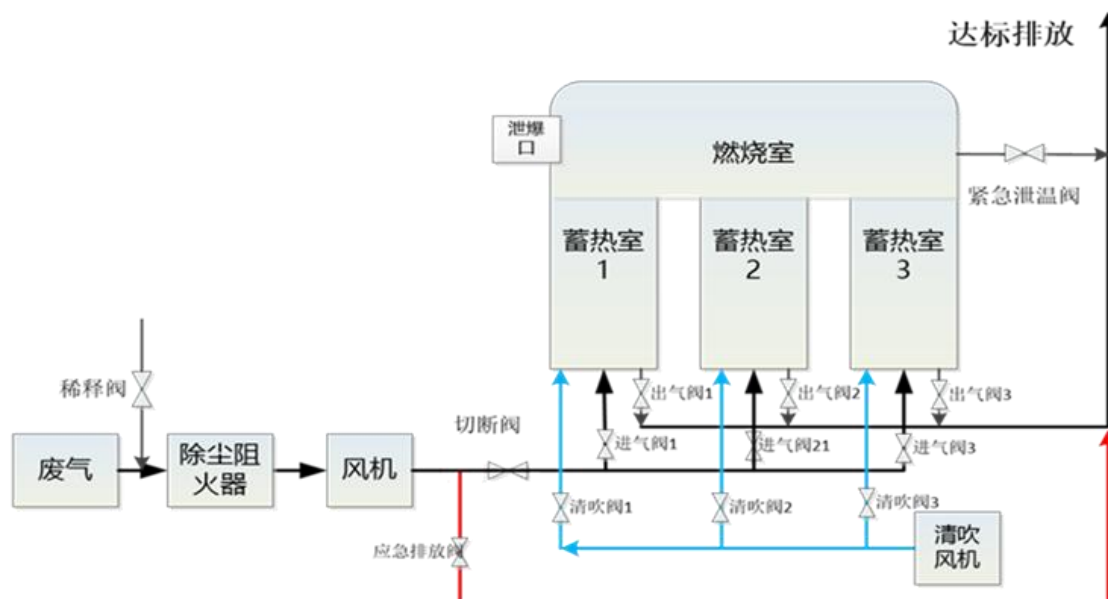 达标排放
泄爆
口
燃烧室
紧急泄温阀
蓄热室
1
蓄热室
2
蓄热室
3
稀释阀
出气阀1
出气阀2
出气阀3
切断阀
进气阀1
进气阀21
进气阀3
废气
除尘阻
火器
风机
清吹阀1
清吹阀2
清吹阀3
清吹
风机
应急排放阀